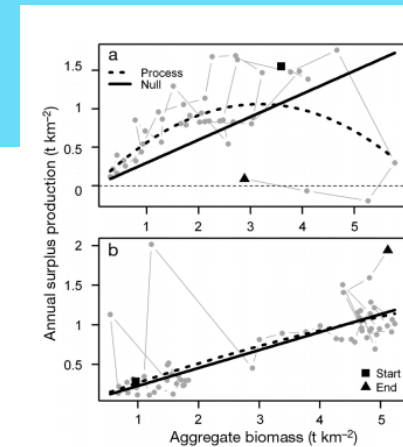 a
Process
Null
1.5
1
0.5
0
1 2 3 4 5
b
2
1.5
1
0.5
Start
End
1 2 3 4 5
Annual surplus production (t km⁻²)
Aggregate biomass (t km⁻²)